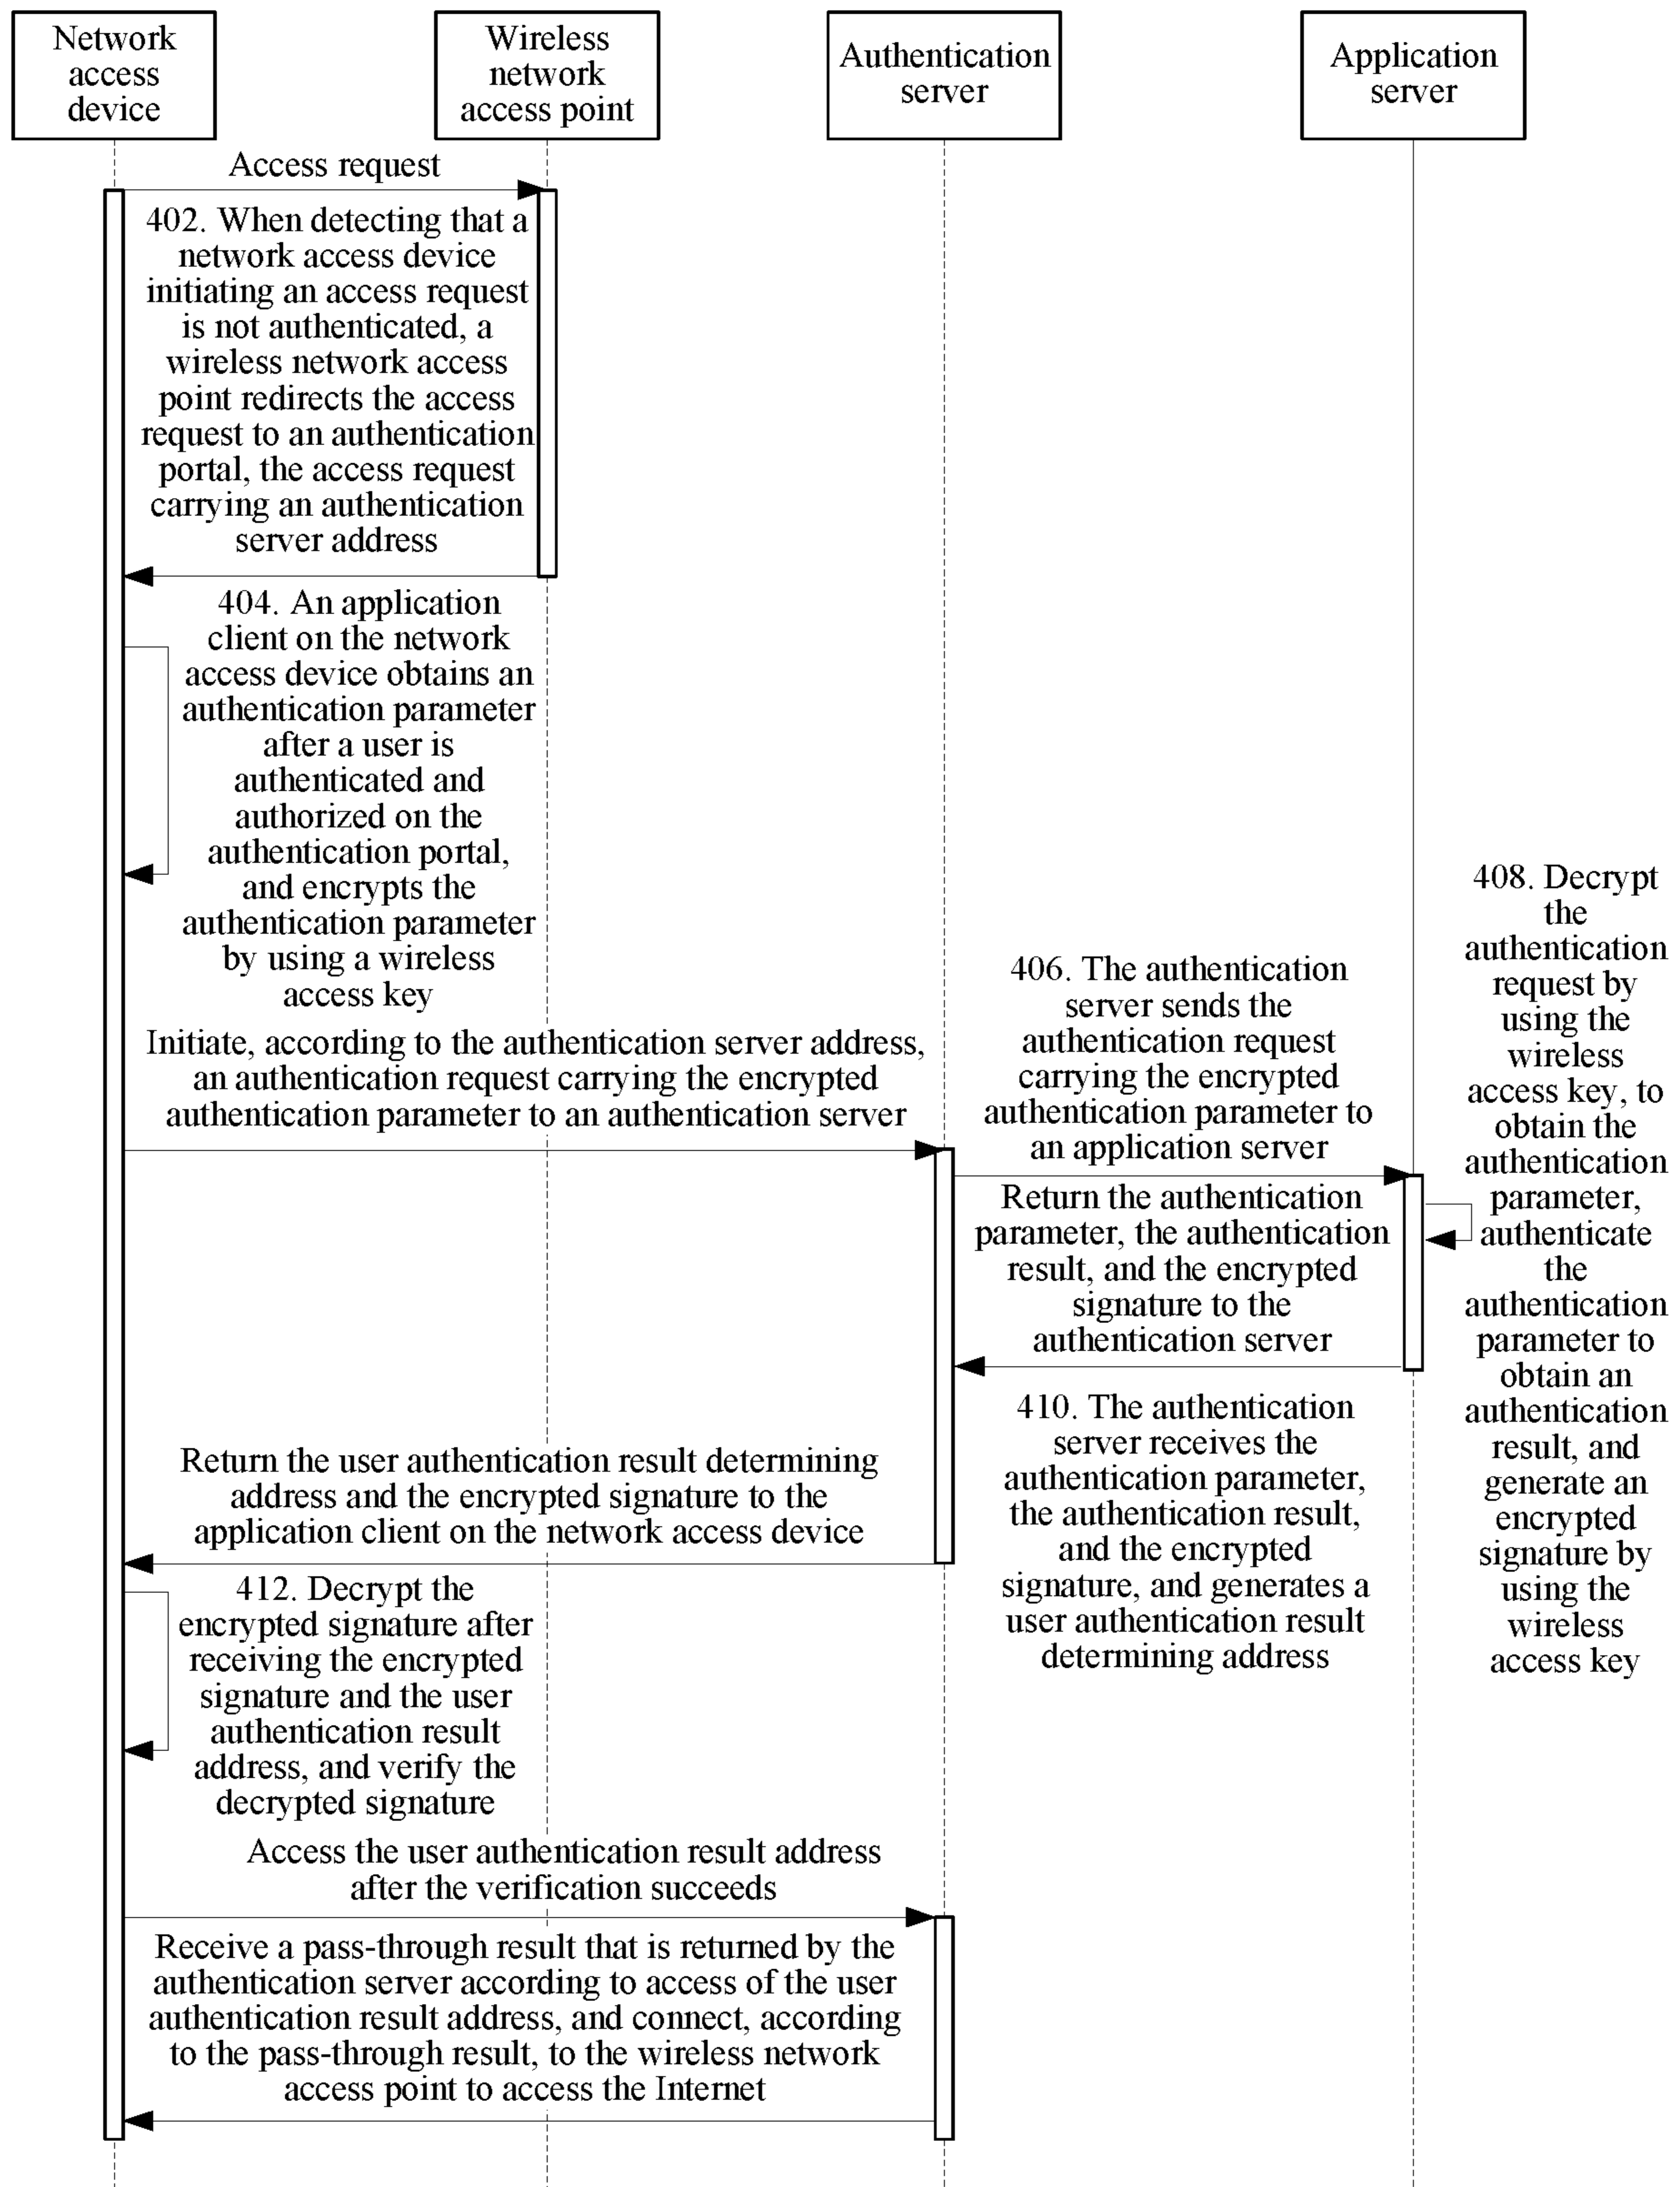 Network
access
device
Wireless
network
access point
Authentication
server
Application
server
Access request
402. When detecting that a
network access device
initiating an access request
is not authenticated, a
wireless network access
point redirects the access
request to an authentication
portal, the access request
carrying an authentication
server address
404. An application
client on the network
access device obtains an
authentication parameter
after a user is
authenticated and
authorized on the
authentication portal,
and encrypts the
authentication parameter
by using a wireless
access key
Initiate, according to the authentication server address,
an authentication request carrying the encrypted
authentication parameter to an authentication server
406. The authentication
server sends the
authentication request
carrying the encrypted
authentication parameter to
an application server
408. Decrypt
the
authentication
request by
using the
wireless
access key, to
obtain the
authentication
parameter,
authenticate
the
authentication
parameter to
obtain an
authentication
result, and
generate an
encrypted
signature by
using the
wireless
access key
Return the authentication
parameter, the authentication
result, and the encrypted
signature to the
authentication server
410. The authentication
server receives the
authentication parameter,
the authentication result,
and the encrypted
signature, and generates a
user authentication result
determining address
Return the user authentication result determining
address and the encrypted signature to the
application client on the network access device
412. Decrypt the
encrypted signature after
receiving the encrypted
signature and the user
authentication result
address, and verify the
decrypted signature
Access the user authentication result address
after the verification succeeds
Receive a pass-through result that is returned by the
authentication server according to access of the user
authentication result address, and connect, according
to the pass-through result, to the wireless network
access point to access the Internet